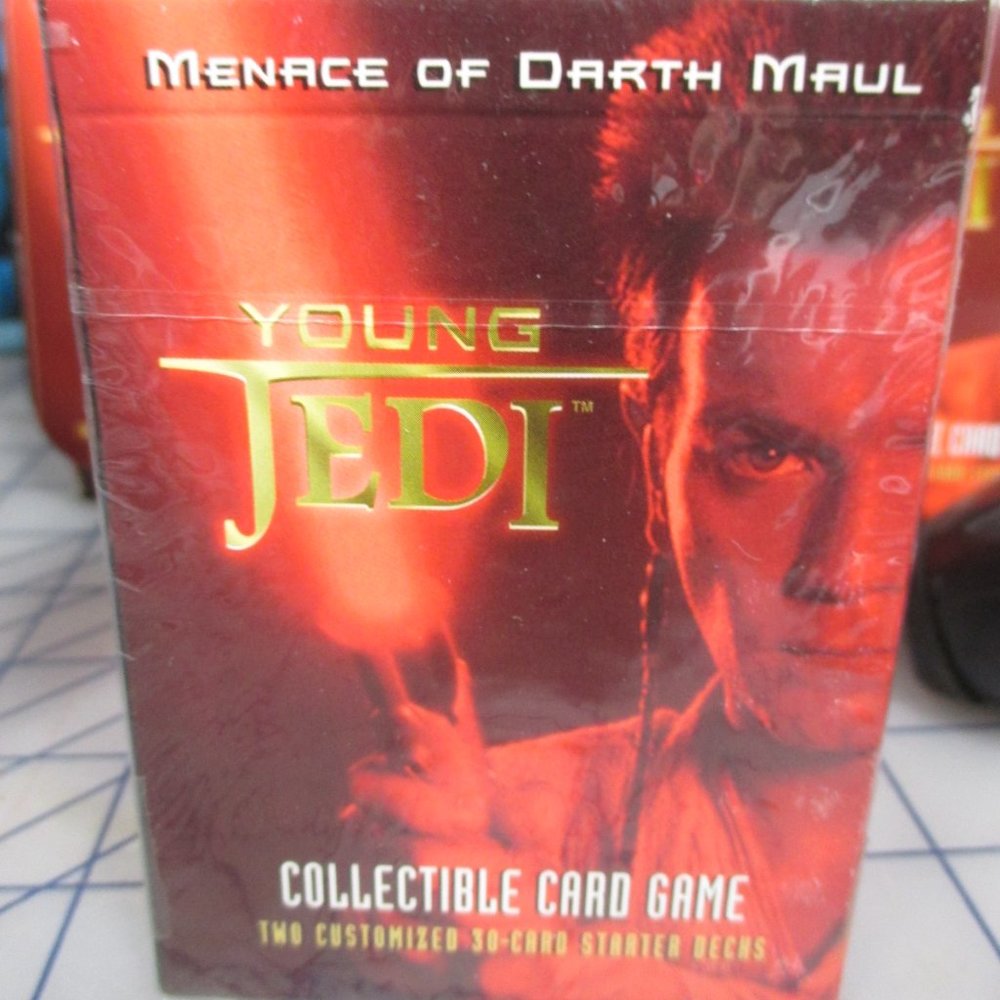 MENACE OF DARTH MAUL
YOUNG
JEDI™
COLLECTIBLE CARD GAME
TWO CUSTOMIZED 30-CARD STARTER DECKS